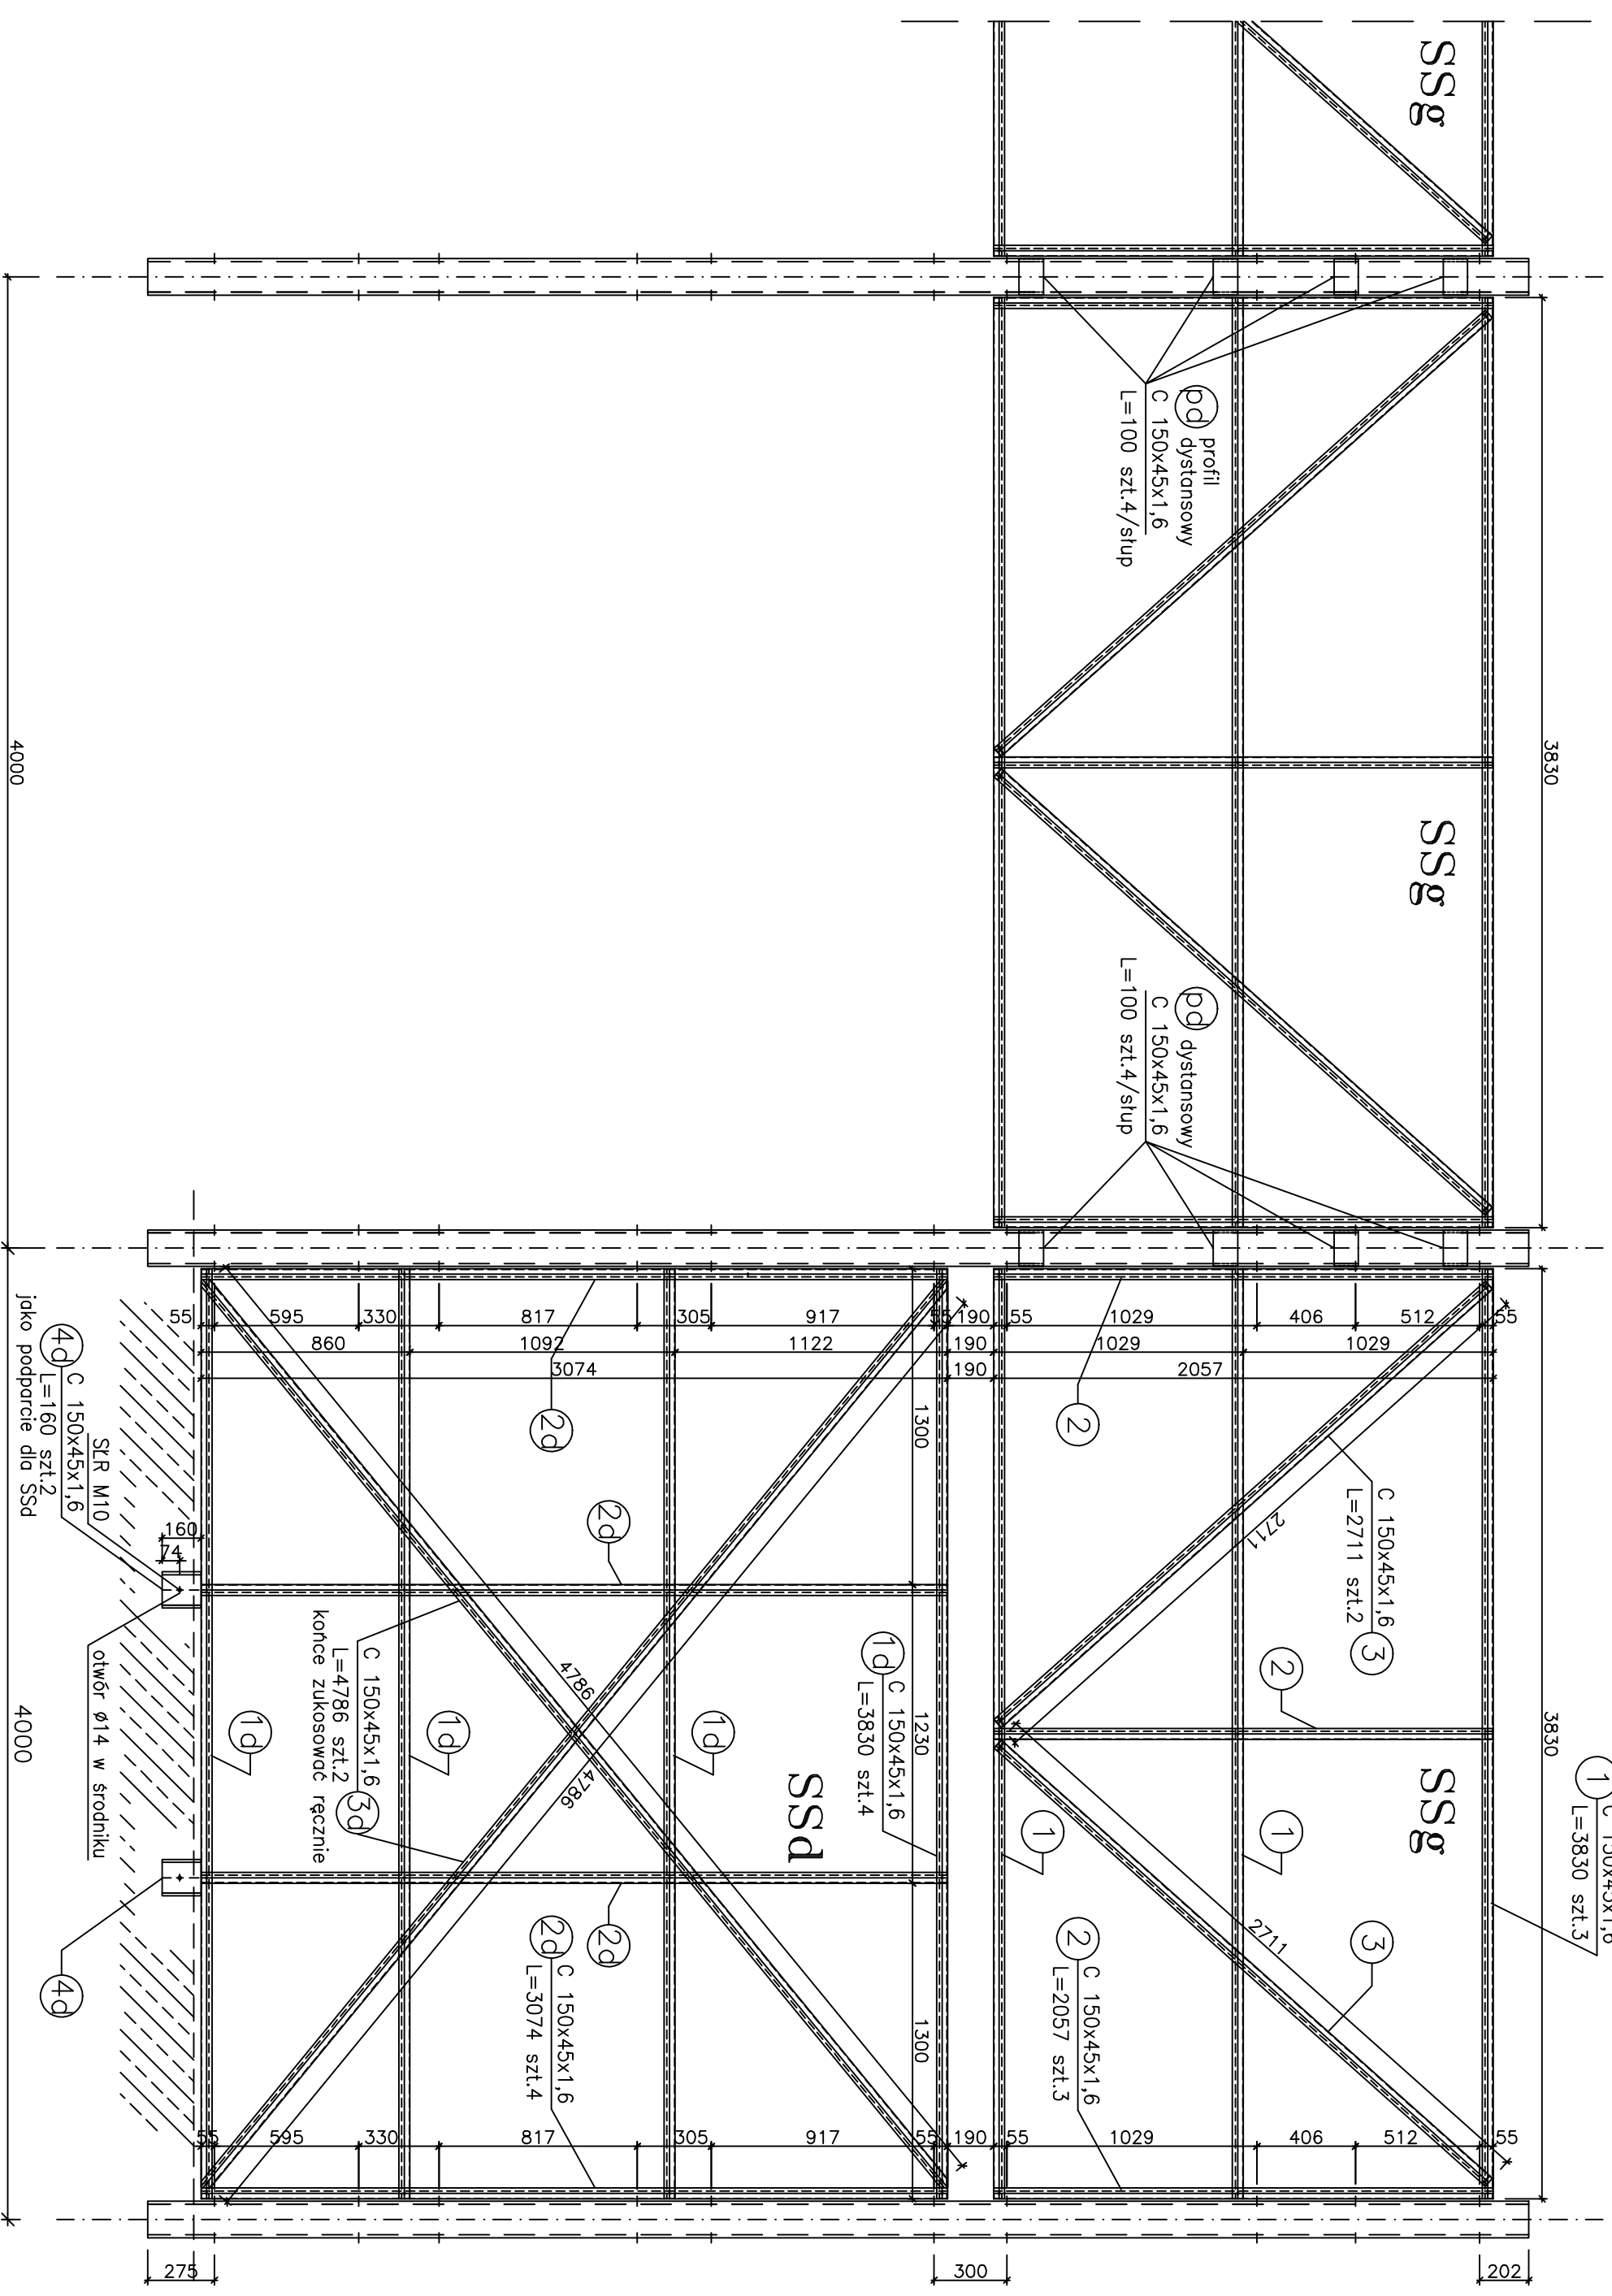 SSg
SSg
SSg
SSd
3830
3830
4000
4000
pd
profil
dystansowy
C 150x45x1,6
L=100 szt.4/słup
pd
dystansowy
C 150x45x1,6
L=100 szt.4/słup
1
L=3830 szt.3
C 150x45x1,6
L=2711 szt.2
3
2711
2
1
1
3
2711
2
C 150x45x1,6
L=2057 szt.3
2
55
595
330
817
305
917
55
190
55
1029
406
512
55
860
1092
1122
190
1029
1029
3074
190
2057
1300
1230
1300
2d
2d
1d
C 150x45x1,6
L=3830 szt.4
1d
1d
1d
4786
4786
C 150x45x1,6
L=4786 szt.2
końce zukosować ręcznie
3d
2d
2d
C 150x45x1,6
L=3074 szt.4
55
595
330
817
305
917
55
190
55
1029
406
512
55
275
300
202
SŁR M10
4d
C 150x45x1,6
L=160 szt.2
jako podparcie dla SSd
160
74
otwór ø14 w środniku
4d